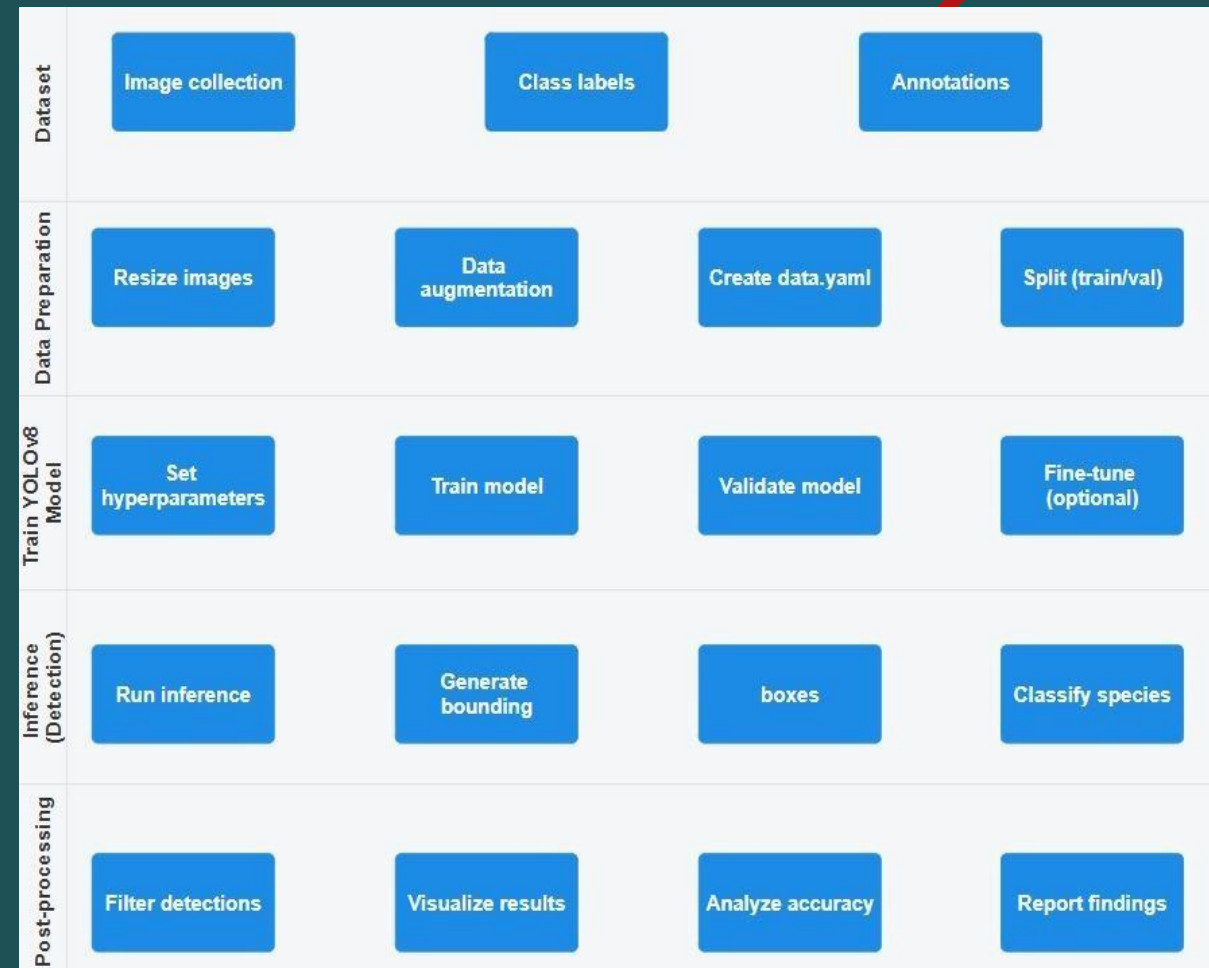 Dataset
Image collection
Class labels
Annotations
Data Preparation
Resize images
Data
augmentation
Create data.yaml
Split (train/val)
Train YOLOv8
Model
Set
hyperparameters
Train model
Validate model
Fine-tune
(optional)
Inference
(Detection)
Run inference
Generate
bounding
boxes
Classify species
Post-processing
Filter detections
Visualize results
Analyze accuracy
Report findings